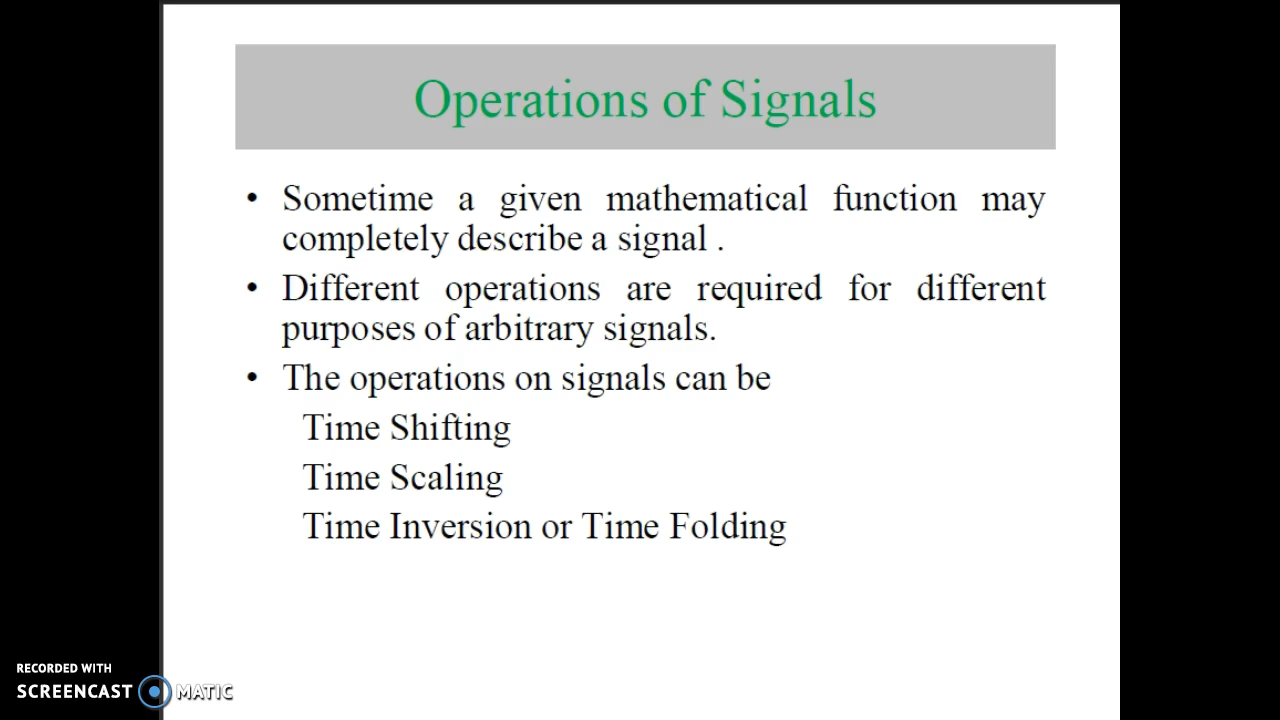 Operations of Signals
• Sometime a given mathematical function may
completely describe a signal .
• Different operations are required for different
purposes of arbitrary signals.
• The operations on signals can be
Time Shifting
Time Scaling
Time Inversion or Time Folding
RECORDED WITH
SCREENCAST MATIC